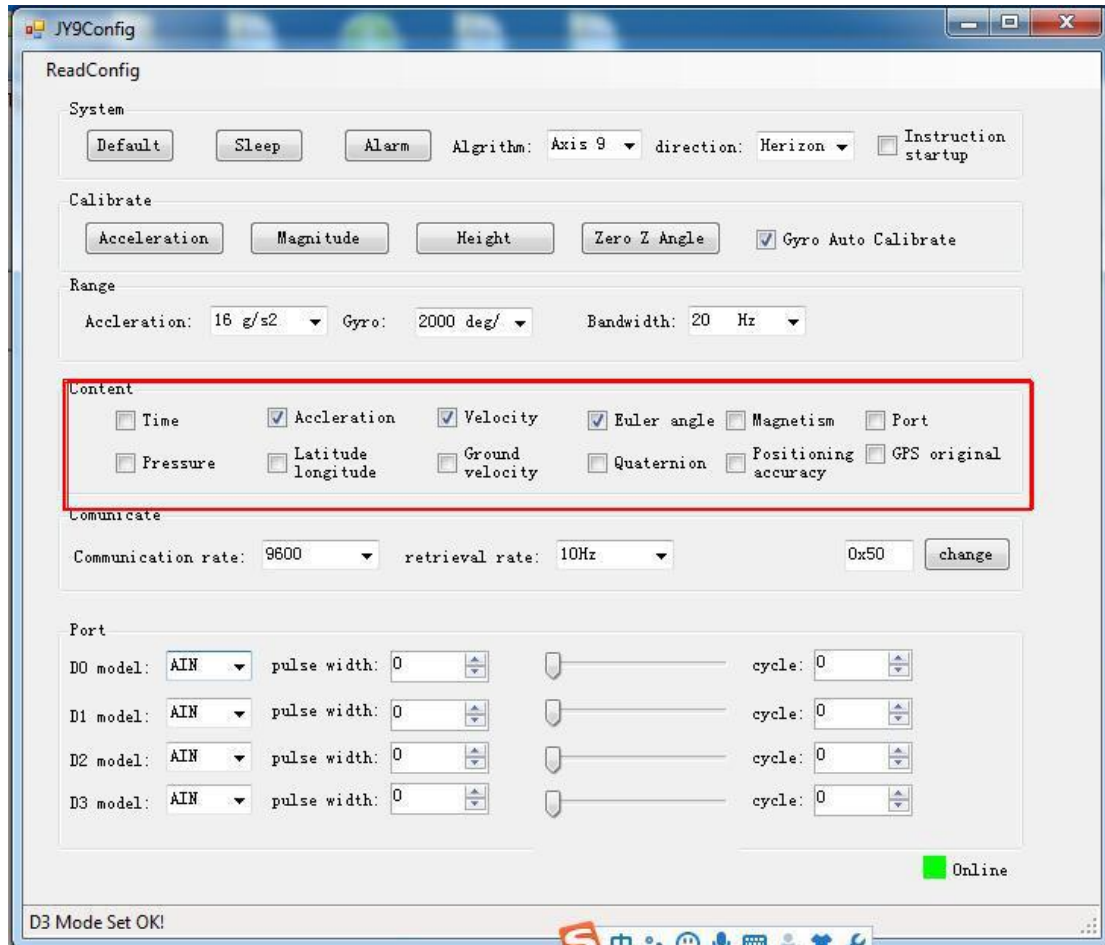 JY9Config
ReadConfig
System
Default Sleep Alarm Algrithm: Axis 9 direction: Herizon Instruction startup
Calibrate
Acceleration Magnitude Height Zero Z Angle Gyro Auto Calibrate
Range
Accleration: 16 g/s2 Gyro: 2000 deg/ Bandwidth: 20 Hz
Content
Time Accleration Velocity Euler angle Magnetism Port
Pressure Latitude longitude Ground velocity Quaternion Positioning accuracy GPS original
Comunicate
Communication rate: 9600 retrieval rate: 10Hz 0x50 change
Port
D0 model: AIN pulse width: 0 cycle: 0
D1 model: AIN pulse width: 0 cycle: 0
D2 model: AIN pulse width: 0 cycle: 0
D3 model: AIN pulse width: 0 cycle: 0
Online
D3 Mode Set OK!
中